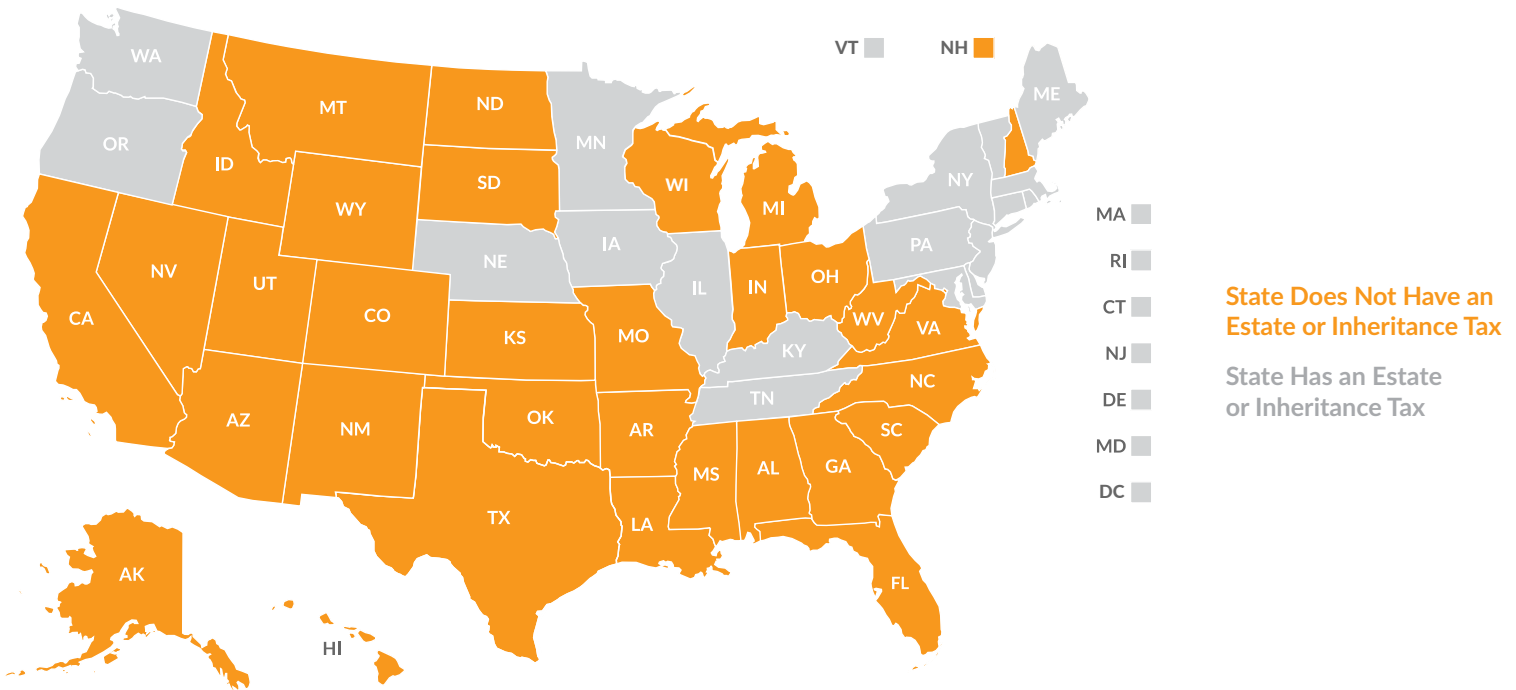 WA
VT
NH
MT
ND
ME
OR
MN
ID
SD
WI
NY
WY
MI
MA
IA
PA
NE
RI
NV
UT
IL
IN
OH
State Does Not Have an
Estate or Inheritance Tax
CT
CA
CO
WV
VA
KS
MO
KY
NJ
State Has an Estate
or Inheritance Tax
NC
TN
DE
AZ
NM
OK
AR
SC
MD
MS
AL
GA
DC
TX
LA
AK
FL
HI